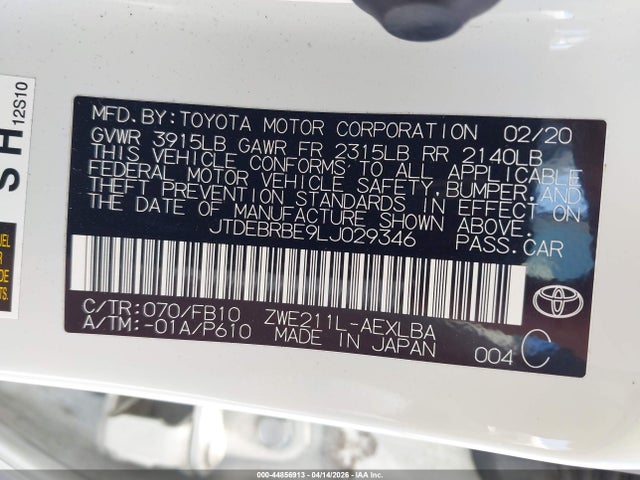 MFD.BY:TOYOTA MOTOR CORPORATION 02/20
GVWR 3915LB GAWR FR 2315LB RR 2140LB
THIS VEHICLE CONFORMS TO ALL APPLICABLE
FEDERAL MOTOR VEHICLE SAFETY,BUMPER,AND
THEFT PREVENTION STANDARDS IN EFFECT ON
THE DATE OF MANUFACTURE SHOWN ABOVE.
JTDEBRBE9LJ029346 PASS.CAR
C/TR:070/FB10 ZWE211L-AEXLBA
A/TM:-01A/P610 MADE IN JAPAN 004 C
TOYOTA
S H 12S10
000-44856913 04/14/2026 IAA Inc.